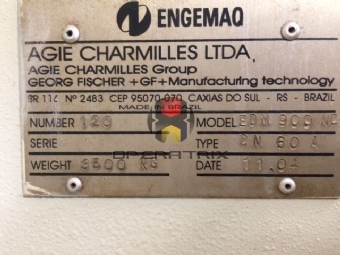 ENGEMAQ
AGIE CHARMILLES LTDA,
AGIE CHARMILLES Group
GEORG FISCHER +GF+ Manufacturing technology
BR 116 Nº 2483 CEP 95070-070 CAXIAS DO SUL - RS - BRAZIL
MADE IN BRAZIL
NUMBER MODEL EDM 900 NC
SERIE TYPE 2N 60 A
OPERATRIX
WEIGHT KG DATE 11.04